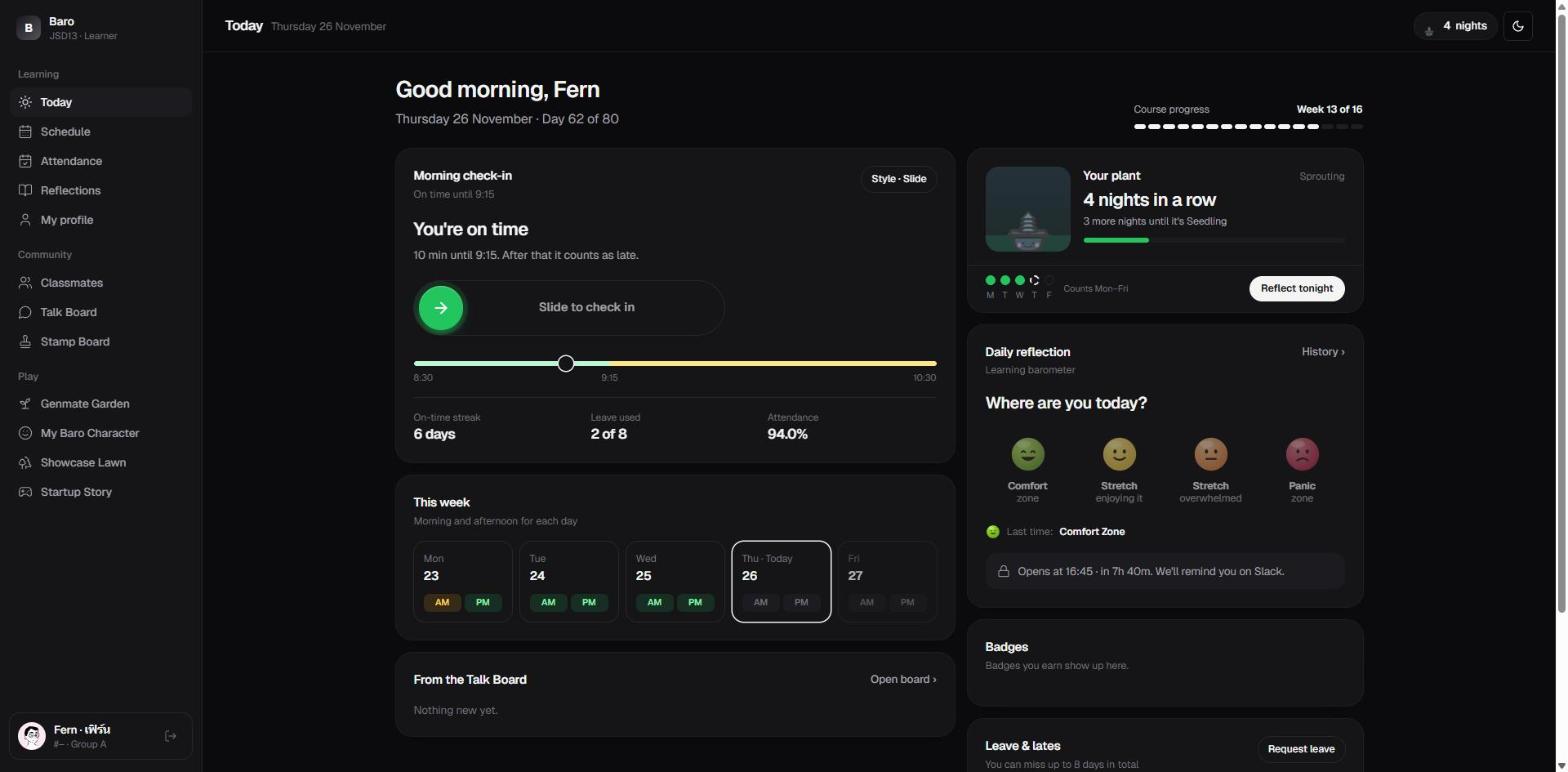 B
Baro
JSD13 · Learner
Learning
Today
Schedule
Attendance
Reflections
My profile
Community
Classmates
Talk Board
Stamp Board
Play
Genmate Garden
My Baro Character
Showcase Lawn
Startup Story
Fern · เฟิร์น
#– · Group A
Today Thursday 26 November
4 nights
Good morning, Fern
Thursday 26 November · Day 62 of 80
Course progress Week 13 of 16
Morning check-in
On time until 9:15
Style · Slide
You're on time
10 min until 9:15. After that it counts as late.
Slide to check in
8:30 9:15 10:30
On-time streak Leave used Attendance
6 days 2 of 8 94.0%
This week
Morning and afternoon for each day
Mon Tue Wed Thu · Today Fri
23 24 25 26 27
AM PM AM PM AM PM AM PM AM PM
From the Talk Board Open board ›
Nothing new yet.
Your plant Sprouting
4 nights in a row
3 more nights until it's Seedling
M T W T F Counts Mon–Fri
Reflect tonight
Daily reflection History ›
Learning barometer
Where are you today?
Comfort Stretch Stretch Panic
zone enjoying it overwhelmed zone
Last time: Comfort Zone
Opens at 16:45 · in 7h 40m. We'll remind you on Slack.
Badges
Badges you earn show up here.
Leave & lates Request leave
You can miss up to 8 days in total